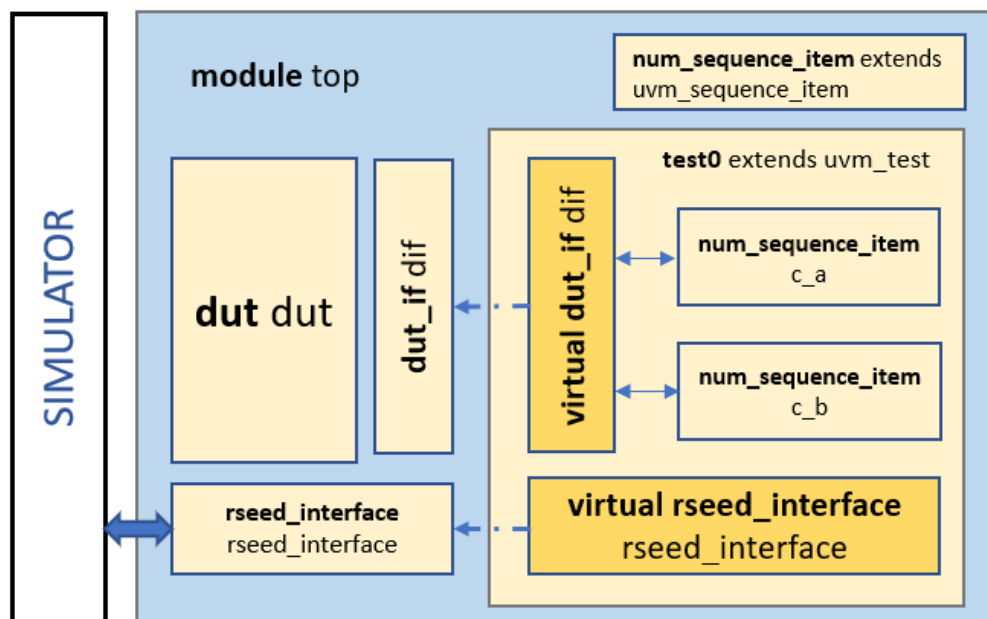 SIMULATOR
module top
num_sequence_item extends
uvm_sequence_item
test0 extends uvm_test
dut dut
dut_if dif
virtual dut_if dif
num_sequence_item
c_a
num_sequence_item
c_b
rseed_interface
rseed_interface
virtual rseed_interface
rseed_interface